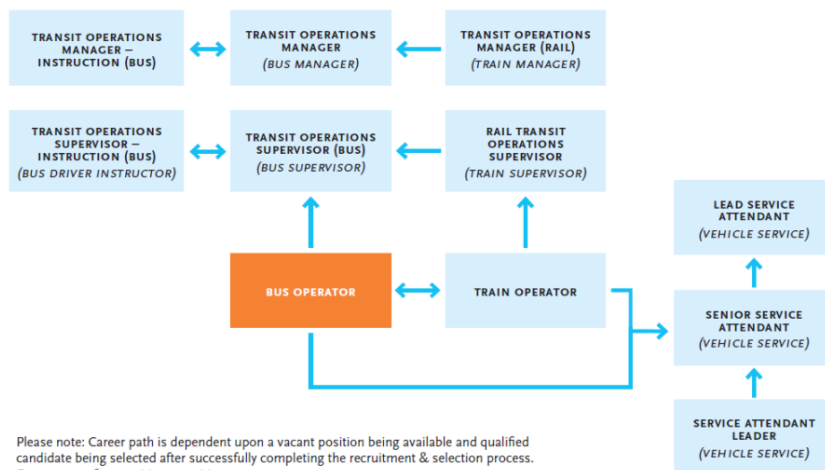 TRANSIT OPERATIONS
MANAGER —
INSTRUCTION (BUS)
TRANSIT OPERATIONS
MANAGER
(BUS MANAGER)
TRANSIT OPERATIONS
MANAGER (RAIL)
(TRAIN MANAGER)
TRANSIT OPERATIONS
SUPERVISOR —
INSTRUCTION (BUS)
(BUS DRIVER INSTRUCTOR)
TRANSIT OPERATIONS
SUPERVISOR (BUS)
(BUS SUPERVISOR)
RAIL TRANSIT
OPERATIONS
SUPERVISOR
(TRAIN SUPERVISOR)
LEAD SERVICE
ATTENDANT
(VEHICLE SERVICE)
BUS OPERATOR
TRAIN OPERATOR
SENIOR SERVICE
ATTENDANT
(VEHICLE SERVICE)
SERVICE ATTENDANT
LEADER
(VEHICLE SERVICE)
Please note: Career path is dependent upon a vacant position being available and qualified
candidate being selected after successfully completing the recruitment & selection process.